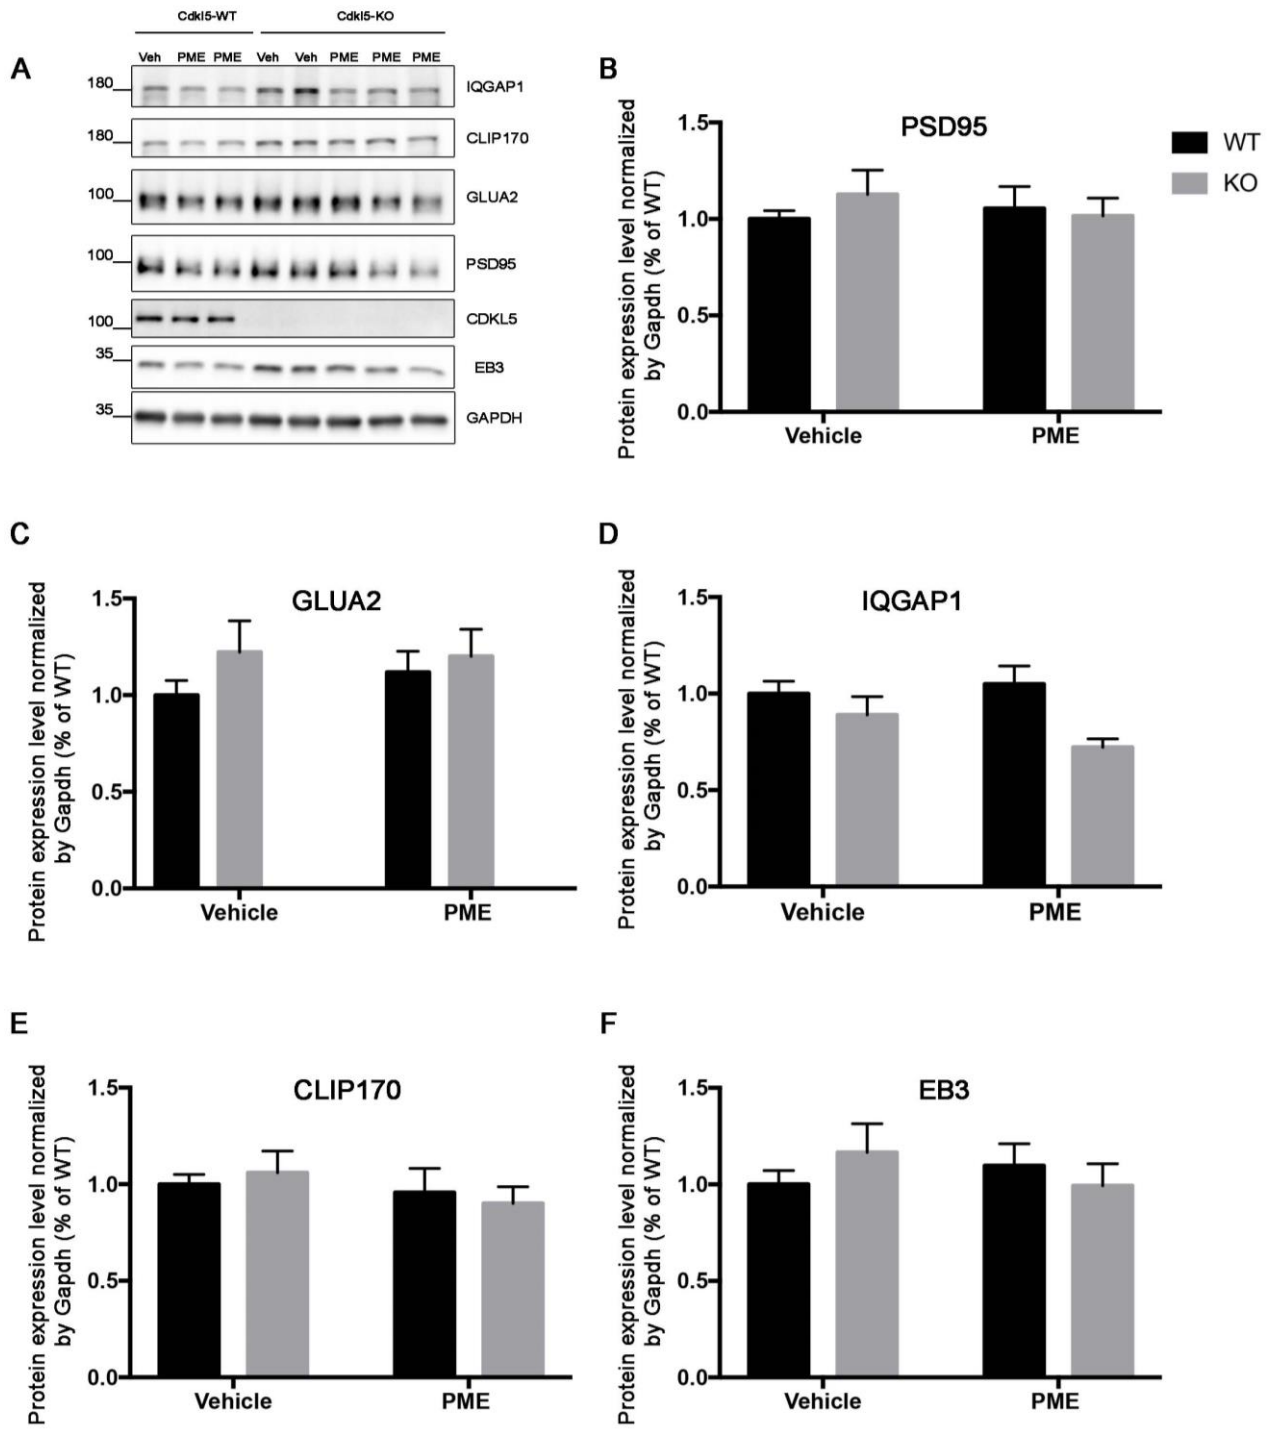 Cdkl5-WT Cdkl5-KO
Veh PME PME Veh Veh PME PME PME
A
180 IQGAP1
180 CLIP170
100 GLUA2
100 PSD95
100 CDKL5
35 EB3
35 GAPDH
B
PSD95
Protein expression level normalized
by Gapdh (% of WT)
1.5
1.0
0.5
0.0
Vehicle PME
WT
KO
C
GLUA2
Protein expression level normalized
by Gapdh (% of WT)
1.5
1.0
0.5
0.0
Vehicle PME
D
IQGAP1
Protein expression level normalized
by Gapdh (% of WT)
1.5
1.0
0.5
0.0
Vehicle PME
E
CLIP170
Protein expression level normalized
by Gapdh (% of WT)
1.5
1.0
0.5
0.0
Vehicle PME
F
EB3
Protein expression level normalized
by Gapdh (% of WT)
1.5
1.0
0.5
0.0
Vehicle PME